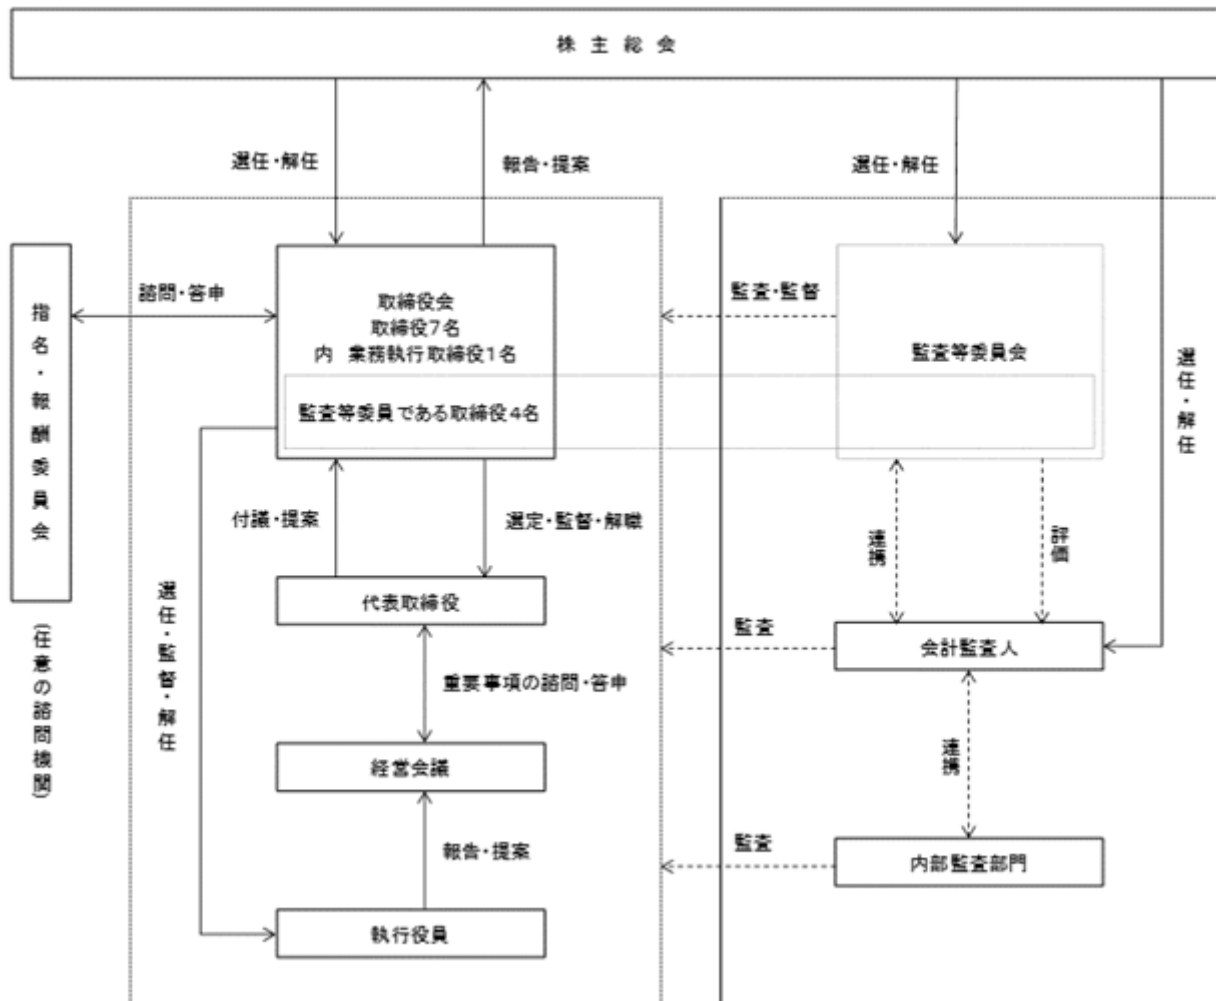 株主総会
選任・解任
報告・提案
選任・解任
指名・報酬委員会
(任意の諮問機関)
諮問・答申
取締役会
取締役7名
内 業務執行取締役1名
監査等委員である取締役4名
監査・監督
監査等委員会
選任・解任
付議・提案
選定・監督・解職
連携
評価
選任・監督・解任
代表取締役
監査
会計監査人
重要事項の諮問・答申
経営会議
連携
報告・提案
監査
内部監査部門
執行役員